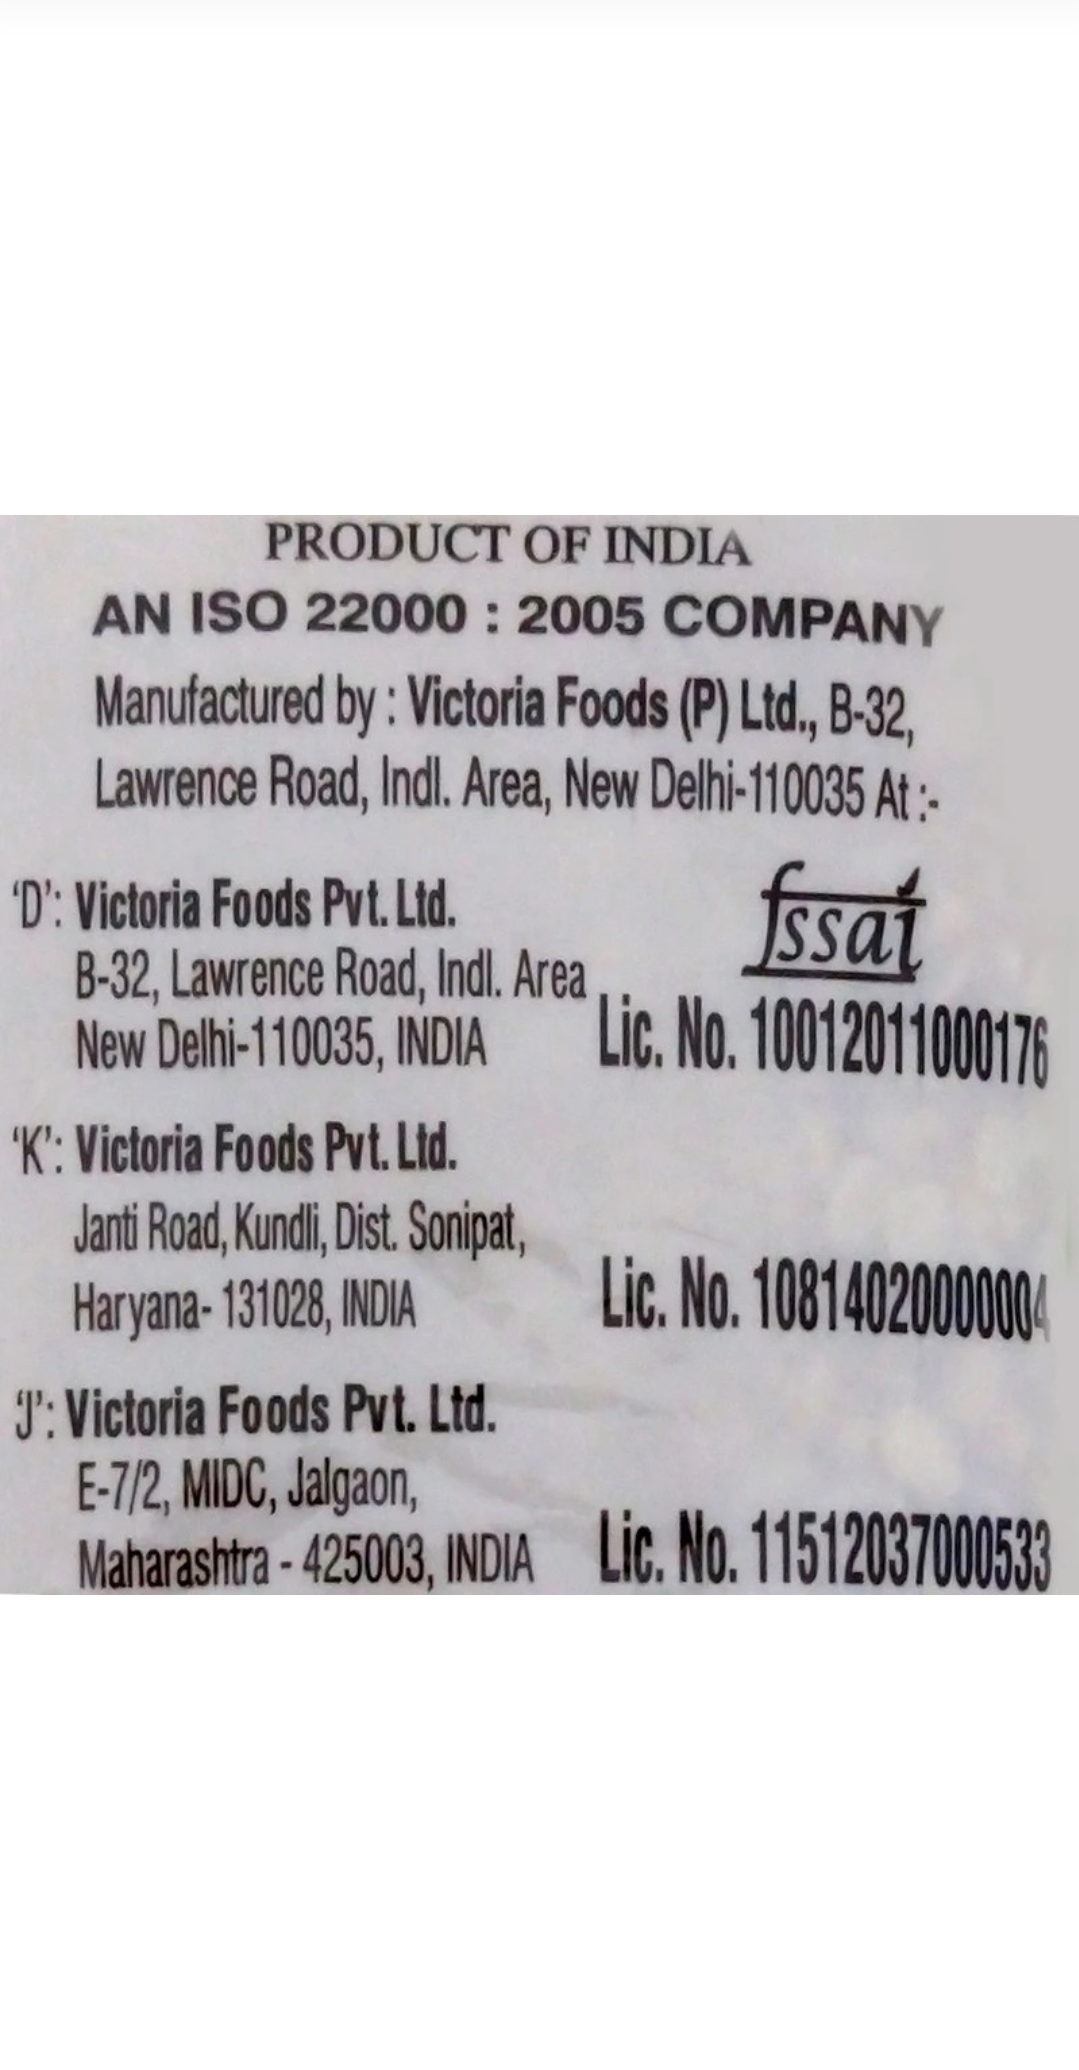 PRODUCT OF INDIA
AN ISO 22000 : 2005 COMPANY
Manufactured by : Victoria Foods (P) Ltd., B-32,
Lawrence Road, Indl. Area, New Delhi-110035 At :-
'D': Victoria Foods Pvt. Ltd.
B-32, Lawrence Road, Indl. Area
New Delhi-110035, INDIA
fssai
Lic. No. 10012011000176
'K': Victoria Foods Pvt. Ltd.
Janti Road, Kundli, Dist. Sonipat,
Haryana- 131028, INDIA
Lic. No. 10814020000004
'J': Victoria Foods Pvt. Ltd.
E-7/2, MIDC, Jalgaon,
Maharashtra - 425003, INDIA
Lic. No. 11512037000533